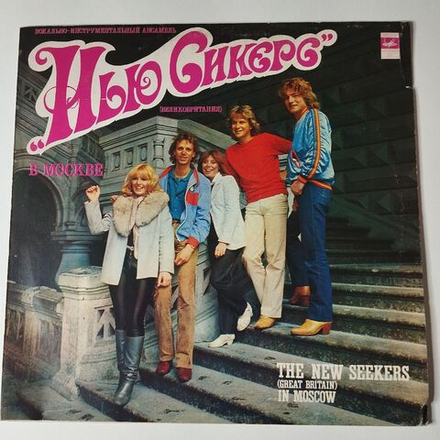 ВОКАЛЬНО-ИНСТРУМЕНТАЛЬНЫЙ АНСАМБЛЬ
„Нью Сикерс"
(ВЕЛИКОБРИТАНИЯ)
В МОСКВЕ
THE NEW SEEKERS
(GREAT BRITAIN)
IN MOSCOW